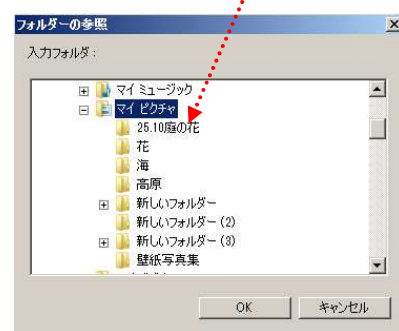 フォルダーの参照
入力フォルダ:
マイ ミュージック
マイ ピクチャ
25.10庭の花
花
海
高原
新しいフォルダー
新しいフォルダー (2)
新しいフォルダー (3)
壁紙写真集
OK
キャンセル